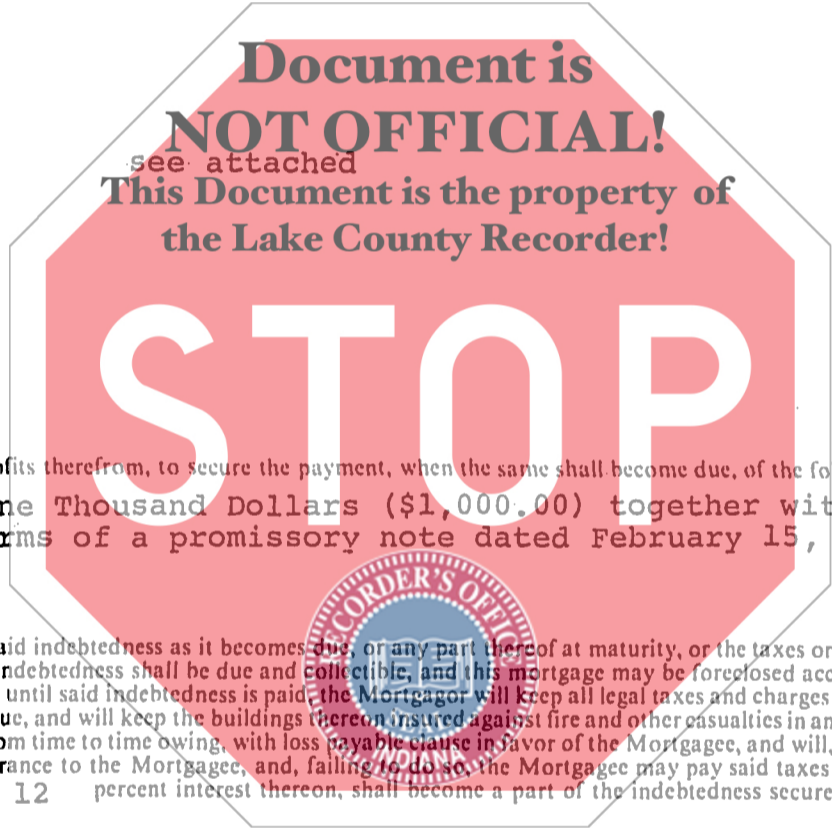 Document is
NOT OFFICIAL!
see attached
This Document is the property of
the Lake County Recorder!
STOP
fits therefrom, to secure the payment, when the same shall become due, of the fo
ne Thousand Dollars ($1,000.00) together wit
rms of a promissory note dated February 15,
RECORDER'S OFFICE
aid indebtedness as it becomes due, or any part thereof at maturity, or the taxes or
ndebtedness shall be due and collectible, and this mortgage may be foreclosed acc
until said indebtedness is paid, the Mortgagor will keep all legal taxes and charges
ue, and will keep the buildings thereon insured against fire and other casualties in an
om time to time owing, with loss payable clause in favor of the Mortgagee, and will,
rance to the Mortgagee, and, failing to do so, the Mortgagee may pay said taxes
12 percent interest thereon, shall become a part of the indebtedness secure